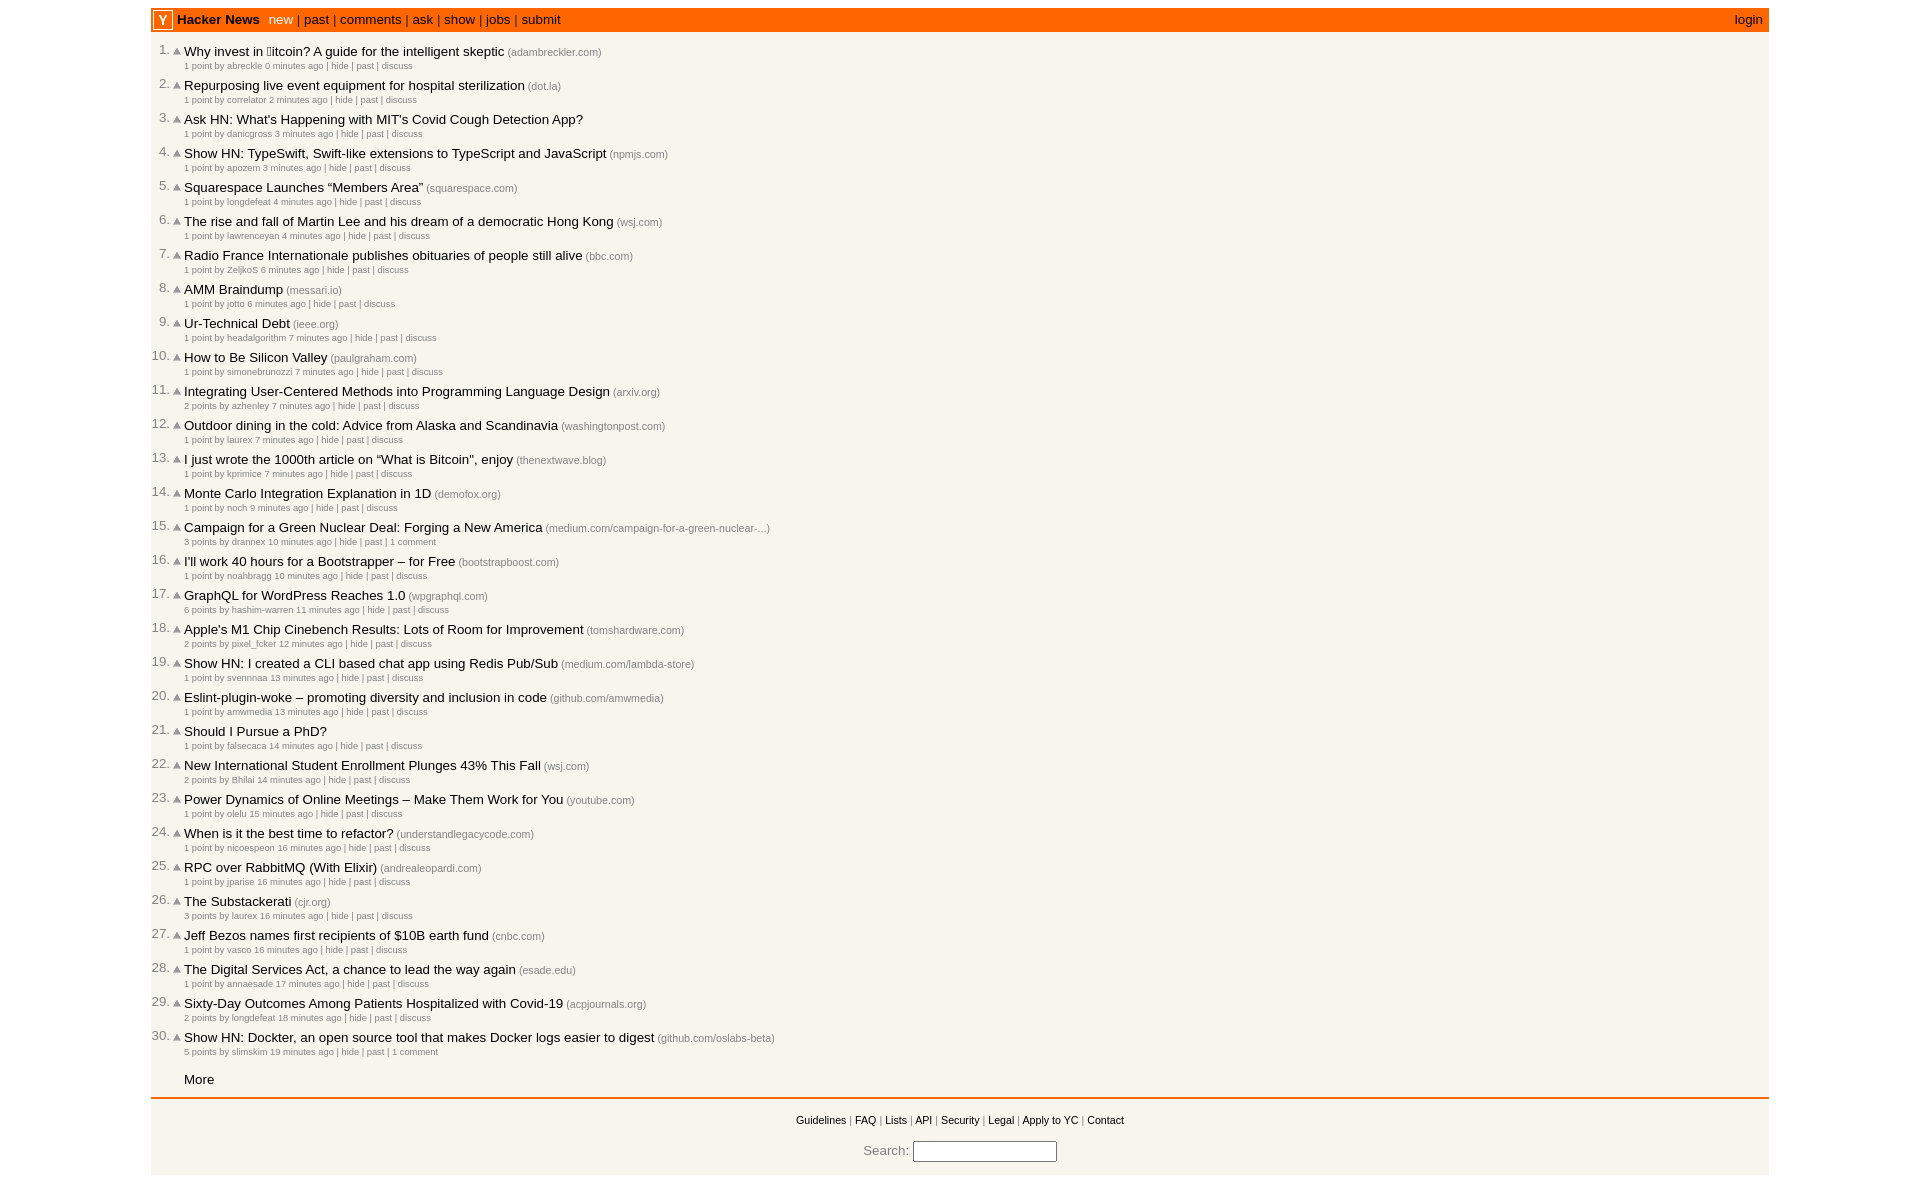 Y Hacker News new | past | comments | ask | show | jobs | submit login
1. Why invest in ₿itcoin? A guide for the intelligent skeptic (adambreckler.com)
1 point by abreckle 0 minutes ago | hide | past | discuss
2. Repurposing live event equipment for hospital sterilization (dot.la)
1 point by correlator 2 minutes ago | hide | past | discuss
3. Ask HN: What's Happening with MIT's Covid Cough Detection App?
1 point by danicgross 3 minutes ago | hide | past | discuss
4. Show HN: TypeSwift, Swift-like extensions to TypeScript and JavaScript (npmjs.com)
1 point by apozem 3 minutes ago | hide | past | discuss
5. Squarespace Launches “Members Area” (squarespace.com)
1 point by longdefeat 4 minutes ago | hide | past | discuss
6. The rise and fall of Martin Lee and his dream of a democratic Hong Kong (wsj.com)
1 point by lawrenceyan 4 minutes ago | hide | past | discuss
7. Radio France Internationale publishes obituaries of people still alive (bbc.com)
1 point by ZeljkoS 6 minutes ago | hide | past | discuss
8. AMM Braindump (messari.io)
1 point by jotto 6 minutes ago | hide | past | discuss
9. Ur-Technical Debt (ieee.org)
1 point by headalgorithm 7 minutes ago | hide | past | discuss
10. How to Be Silicon Valley (paulgraham.com)
1 point by simonebrunozzi 7 minutes ago | hide | past | discuss
11. Integrating User-Centered Methods into Programming Language Design (arxiv.org)
2 points by azhenley 7 minutes ago | hide | past | discuss
12. Outdoor dining in the cold: Advice from Alaska and Scandinavia (washingtonpost.com)
1 point by laurex 7 minutes ago | hide | past | discuss
13. I just wrote the 1000th article on “What is Bitcoin", enjoy (thenextwave.blog)
1 point by kprimice 7 minutes ago | hide | past | discuss
14. Monte Carlo Integration Explanation in 1D (demofox.org)
1 point by noch 9 minutes ago | hide | past | discuss
15. Campaign for a Green Nuclear Deal: Forging a New America (medium.com/campaign-for-a-green-nuclear-...)
3 points by drannex 10 minutes ago | hide | past | 1 comment
16. I'll work 40 hours for a Bootstrapper – for Free (bootstrapboost.com)
1 point by noahbragg 10 minutes ago | hide | past | discuss
17. GraphQL for WordPress Reaches 1.0 (wpgraphql.com)
6 points by hashim-warren 11 minutes ago | hide | past | discuss
18. Apple's M1 Chip Cinebench Results: Lots of Room for Improvement (tomshardware.com)
2 points by pixel_fcker 12 minutes ago | hide | past | discuss
19. Show HN: I created a CLI based chat app using Redis Pub/Sub (medium.com/lambda-store)
1 point by svennnaa 13 minutes ago | hide | past | discuss
20. Eslint-plugin-woke – promoting diversity and inclusion in code (github.com/amwmedia)
1 point by amwmedia 13 minutes ago | hide | past | discuss
21. Should I Pursue a PhD?
1 point by falsecaca 14 minutes ago | hide | past | discuss
22. New International Student Enrollment Plunges 43% This Fall (wsj.com)
2 points by Bhilai 14 minutes ago | hide | past | discuss
23. Power Dynamics of Online Meetings – Make Them Work for You (youtube.com)
1 point by olelu 15 minutes ago | hide | past | discuss
24. When is it the best time to refactor? (understandlegacycode.com)
1 point by nicoespeon 16 minutes ago | hide | past | discuss
25. RPC over RabbitMQ (With Elixir) (andrealeopardi.com)
1 point by jparise 16 minutes ago | hide | past | discuss
26. The Substackerati (cjr.org)
3 points by laurex 16 minutes ago | hide | past | discuss
27. Jeff Bezos names first recipients of $10B earth fund (cnbc.com)
1 point by vasco 16 minutes ago | hide | past | discuss
28. The Digital Services Act, a chance to lead the way again (esade.edu)
1 point by annaesade 17 minutes ago | hide | past | discuss
29. Sixty-Day Outcomes Among Patients Hospitalized with Covid-19 (acpjournals.org)
2 points by longdefeat 18 minutes ago | hide | past | discuss
30. Show HN: Dockter, an open source tool that makes Docker logs easier to digest (github.com/oslabs-beta)
5 points by slimskim 19 minutes ago | hide | past | 1 comment
More
Guidelines | FAQ | Lists | API | Security | Legal | Apply to YC | Contact
Search: